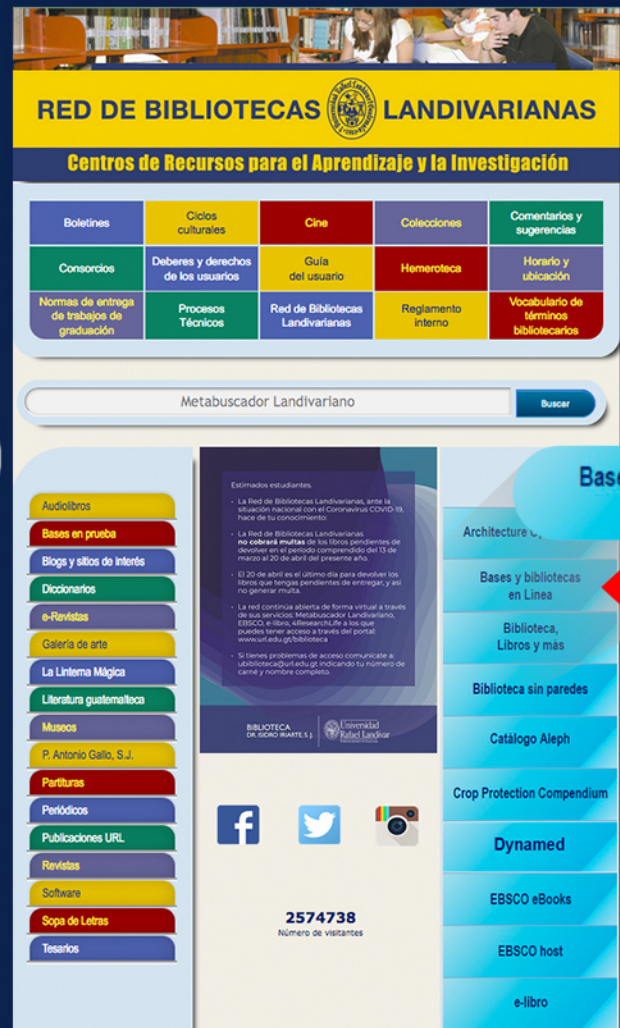 RED DE BIBLIOTECAS LANDIVARIANAS
Centros de Recursos para el Aprendizaje y la Investigación
Boletines
Ciclos
culturales
Cine
Colecciones
Comentarios y
sugerencias
Consorcios
Deberes y derechos
de los usuarios
Guía
del usuario
Hemeroteca
Horario y
ubicación
Normas de entrega
de trabajos de
graduación
Procesos
Técnicos
Red de Bibliotecas
Landivarianas
Reglamento
interno
Vocabulario de
términos
bibliotecarios
Metabuscador Landivariano
Buscar
Audiolibros
Bases en prueba
Blogs y sitios de interés
Diccionarios
e-Revistas
Galería de arte
La Linterna Mágica
Literatura guatemalteca
Museos
P. Antonio Gallo, S.J.
Partituras
Periódicos
Publicaciones URL
Revistas
Software
Sopa de Letras
Tesarios
Estimados estudiantes.
- La Red de Bibliotecas Landivarianas, ante la
situación nacional con el Coronavirus COVID-19,
hace de tu conocimiento:
- La Red de Bibliotecas Landivarianas
no cobrará multas de los libros pendientes de
devolver en el periodo comprendido del 13 de
marzo al 20 de abril del presente año.
- El 20 de abril es el último día para devolver los
libros que tengas pendientes de entregar, y así
no generar multa.
- La red continúa abierta de forma virtual a través
de sus servicios: Metabuscador Landivariano,
EBSCO, e-libro, 4ResearchLife a los que
puedes tener acceso a través del portal:
www.url.edu.gt/biblioteca
- Si tienes problemas de acceso comunícate a:
ubiblioteca@url.edu.gt indicando tu número de
carné y nombre completo.
BIBLIOTECA
DR. ISIDRO IRIARTE, S.J.
Universidad
Rafael Landívar
2574738
Número de visitantes
Base
Architecture
Bases y bibliotecas
en Línea
Biblioteca,
Libros y más
Biblioteca sin paredes
Catálogo Aleph
Crop Protection Compendium
Dynamed
EBSCO eBooks
EBSCO host
e-libro